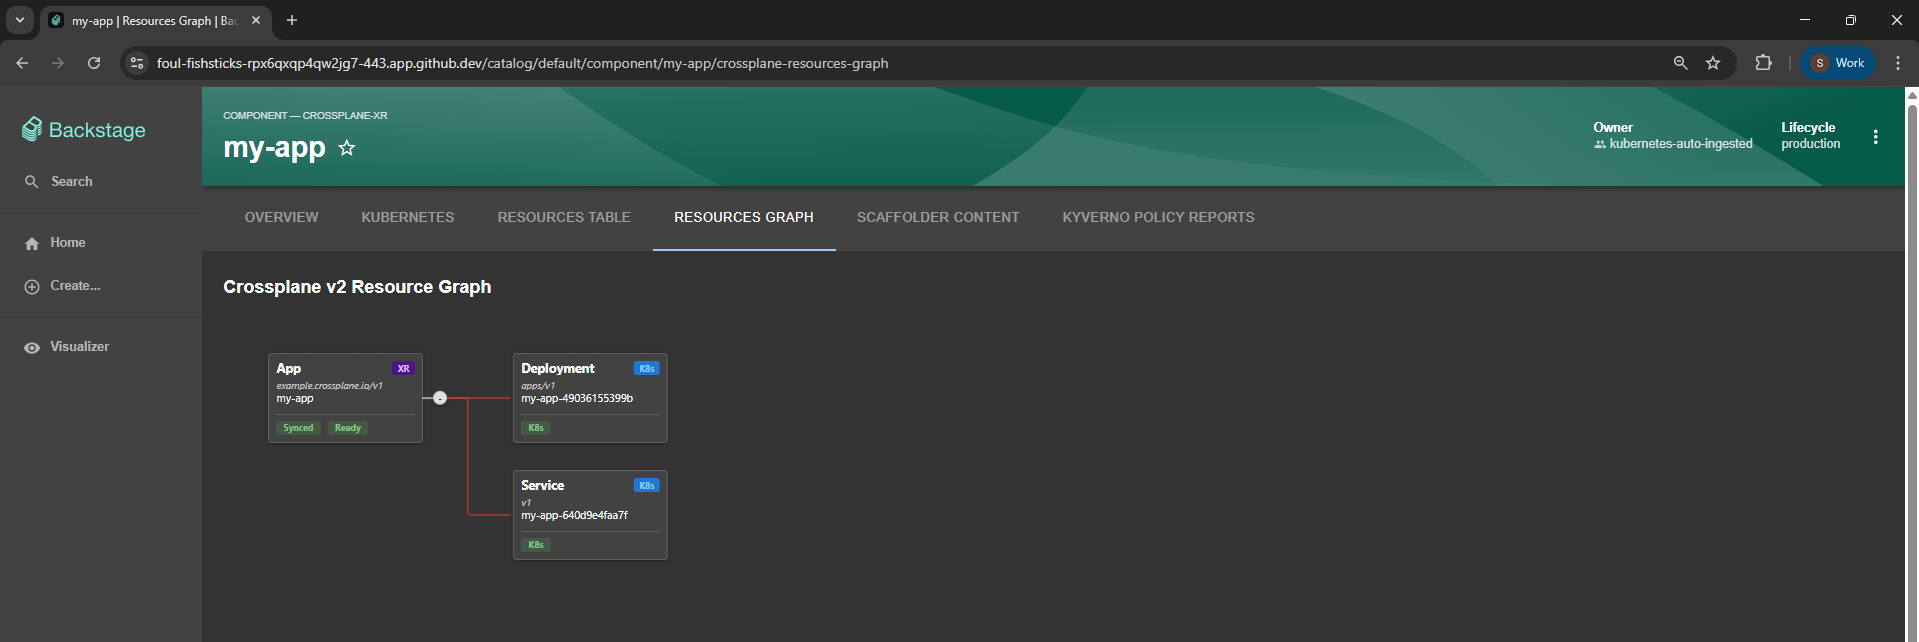 my-app | Resources Graph | Bac
foul-fishsticks-rpx6qxqp4qw2jg7-443.app.github.dev/catalog/default/component/my-app/crossplane-resources-graph
S Work
Backstage
Search
Home
Create...
Visualizer
COMPONENT — CROSSPLANE-XR
my-app
Owner
kubernetes-auto-ingested
Lifecycle
production
OVERVIEW KUBERNETES RESOURCES TABLE RESOURCES GRAPH SCAFFOLDER CONTENT KYVERNO POLICY REPORTS
Crossplane v2 Resource Graph
App XR
example.crossplane.io/v1
my-app
Synced Ready
-
Deployment K8s
apps/v1
my-app-49036155399b
K8s
Service K8s
v1
my-app-640d9e4faa7f
K8s